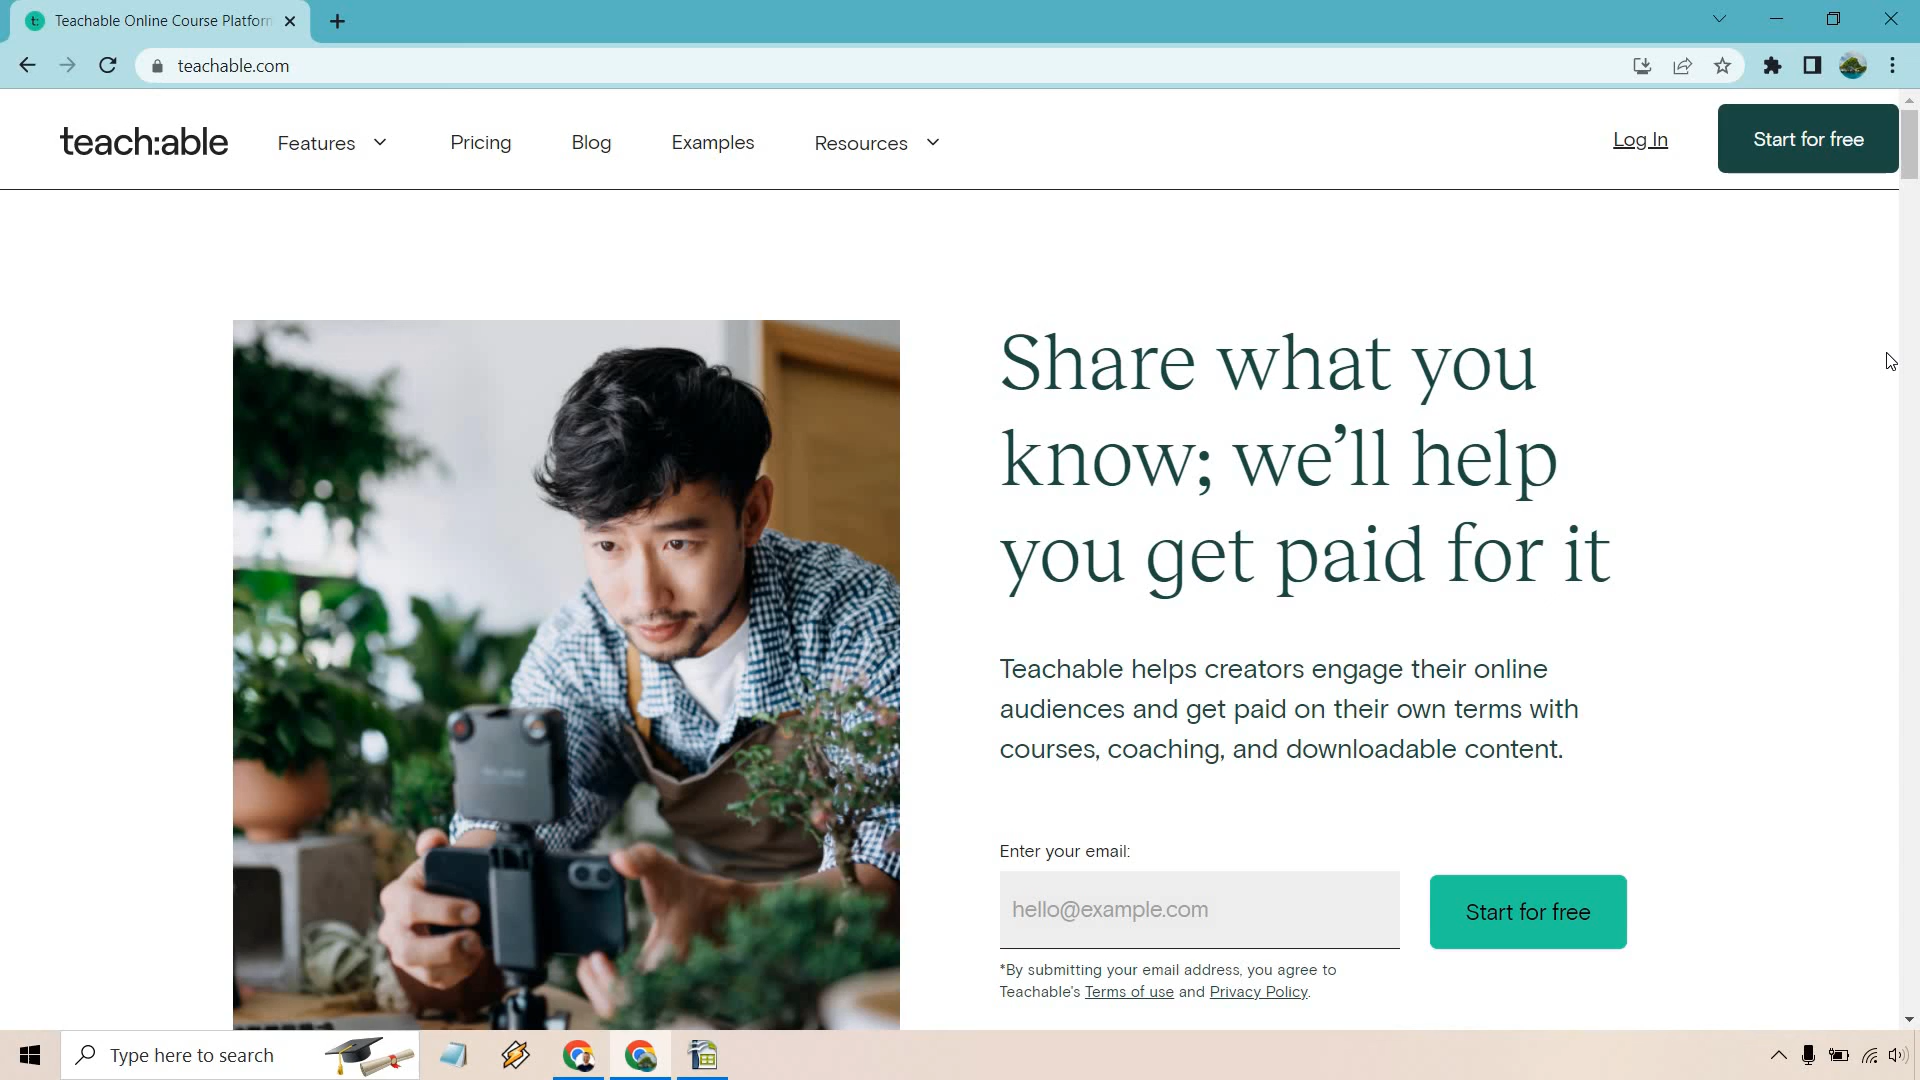 Teachable Online Course Platforn
teachable.com
teach:able
Features
Pricing
Blog
Examples
Resources
Log In
Start for free
Share what you
know; we’ll help
you get paid for it
Teachable helps creators engage their online
audiences and get paid on their own terms with
courses, coaching, and downloadable content.
Enter your email:
hello@example.com
Start for free
*By submitting your email address, you agree to
Teachable's Terms of use and Privacy Policy.
Type here to search